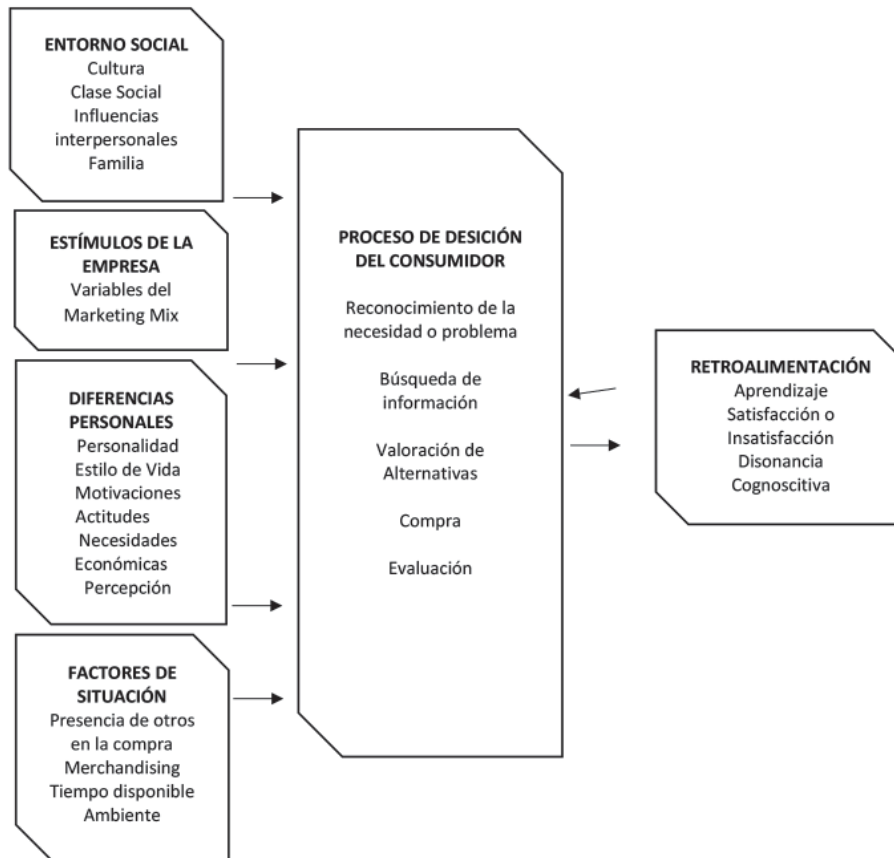 ENTORNO SOCIAL
Cultura
Clase Social
Influencias
interpersonales
Familia
ESTÍMULOS DE LA
EMPRESA
Variables del
Marketing Mix
DIFERENCIAS
PERSONALES
Personalidad
Estilo de Vida
Motivaciones
Actitudes
Necesidades
Económicas
Percepción
FACTORES DE
SITUACIÓN
Presencia de otros
en la compra
Merchandising
Tiempo disponible
Ambiente
PROCESO DE DESICIÓN
DEL CONSUMIDOR
Reconocimiento de la
necesidad o problema
Búsqueda de
información
Valoración de
Alternativas
Compra
Evaluación
RETROALIMENTACIÓN
Aprendizaje
Satisfacción o
Insatisfacción
Disonancia
Cognoscitiva